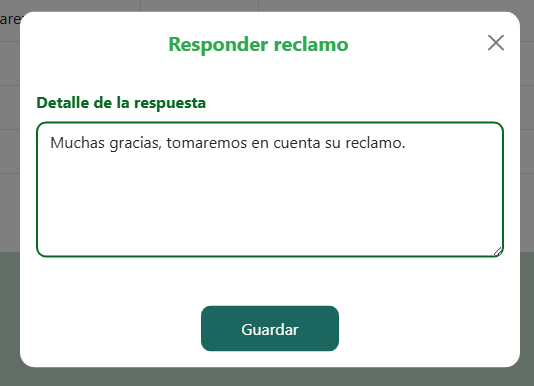 Responder reclamo
Detalle de la respuesta
Muchas gracias, tomaremos en cuenta su reclamo.
Guardar